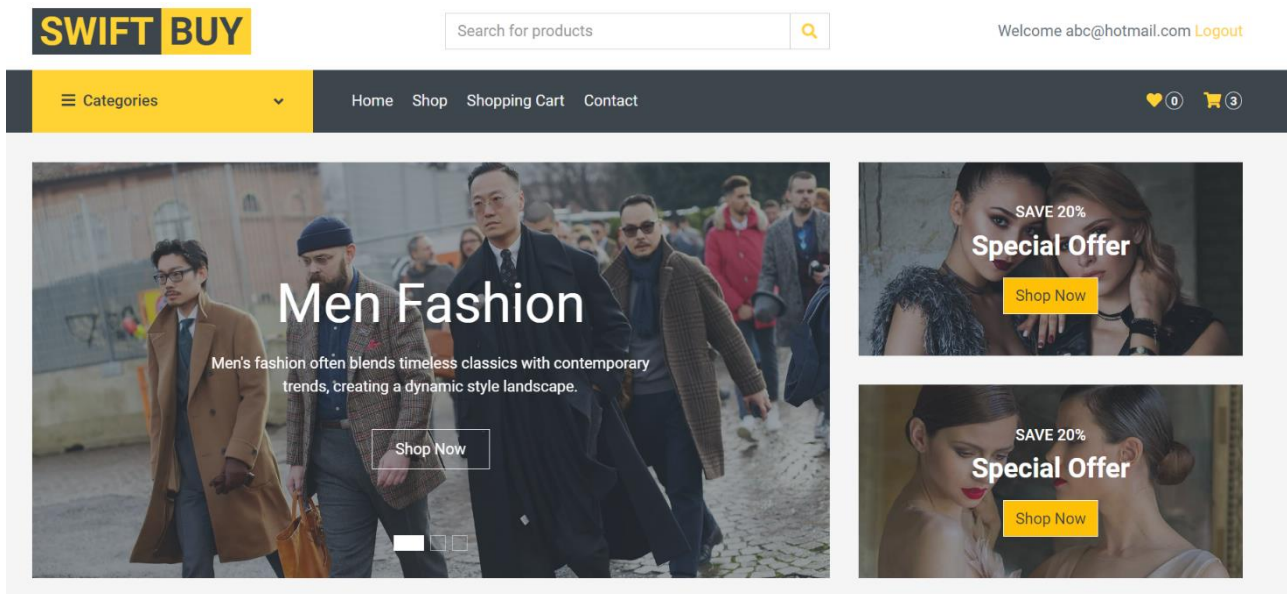 SWIFT BUY
Search for products
Welcome abc@hotmail.com Logout
Categories
Home Shop Shopping Cart Contact
0 3
Men Fashion
Men's fashion often blends timeless classics with contemporary
trends, creating a dynamic style landscape.
Shop Now
SAVE 20%
Special Offer
Shop Now
SAVE 20%
Special Offer
Shop Now